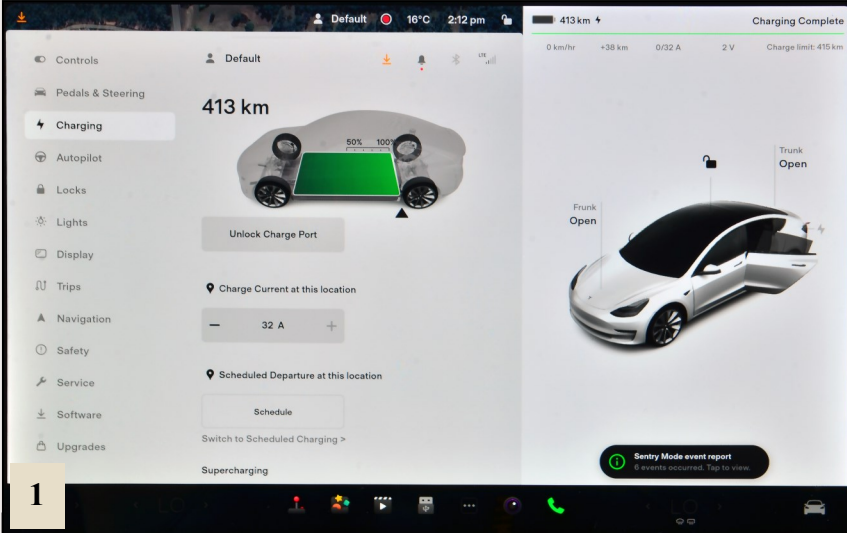 Default 16°C 2:12 pm
413 km Charging Complete
0 km/hr +38 km 0/32 A 2 V Charge limit: 415 km
Controls
Pedals & Steering
Charging
Autopilot
Locks
Lights
Display
Trips
Navigation
Safety
Service
Software
Upgrades
Default LTE
413 km
50% 100%
Unlock Charge Port
Charge Current at this location
32 A
Scheduled Departure at this location
Schedule
Switch to Scheduled Charging >
Supercharging
Trunk
Open
Frunk
Open
Sentry Mode event report
6 events occurred. Tap to view.
1
LO
LO